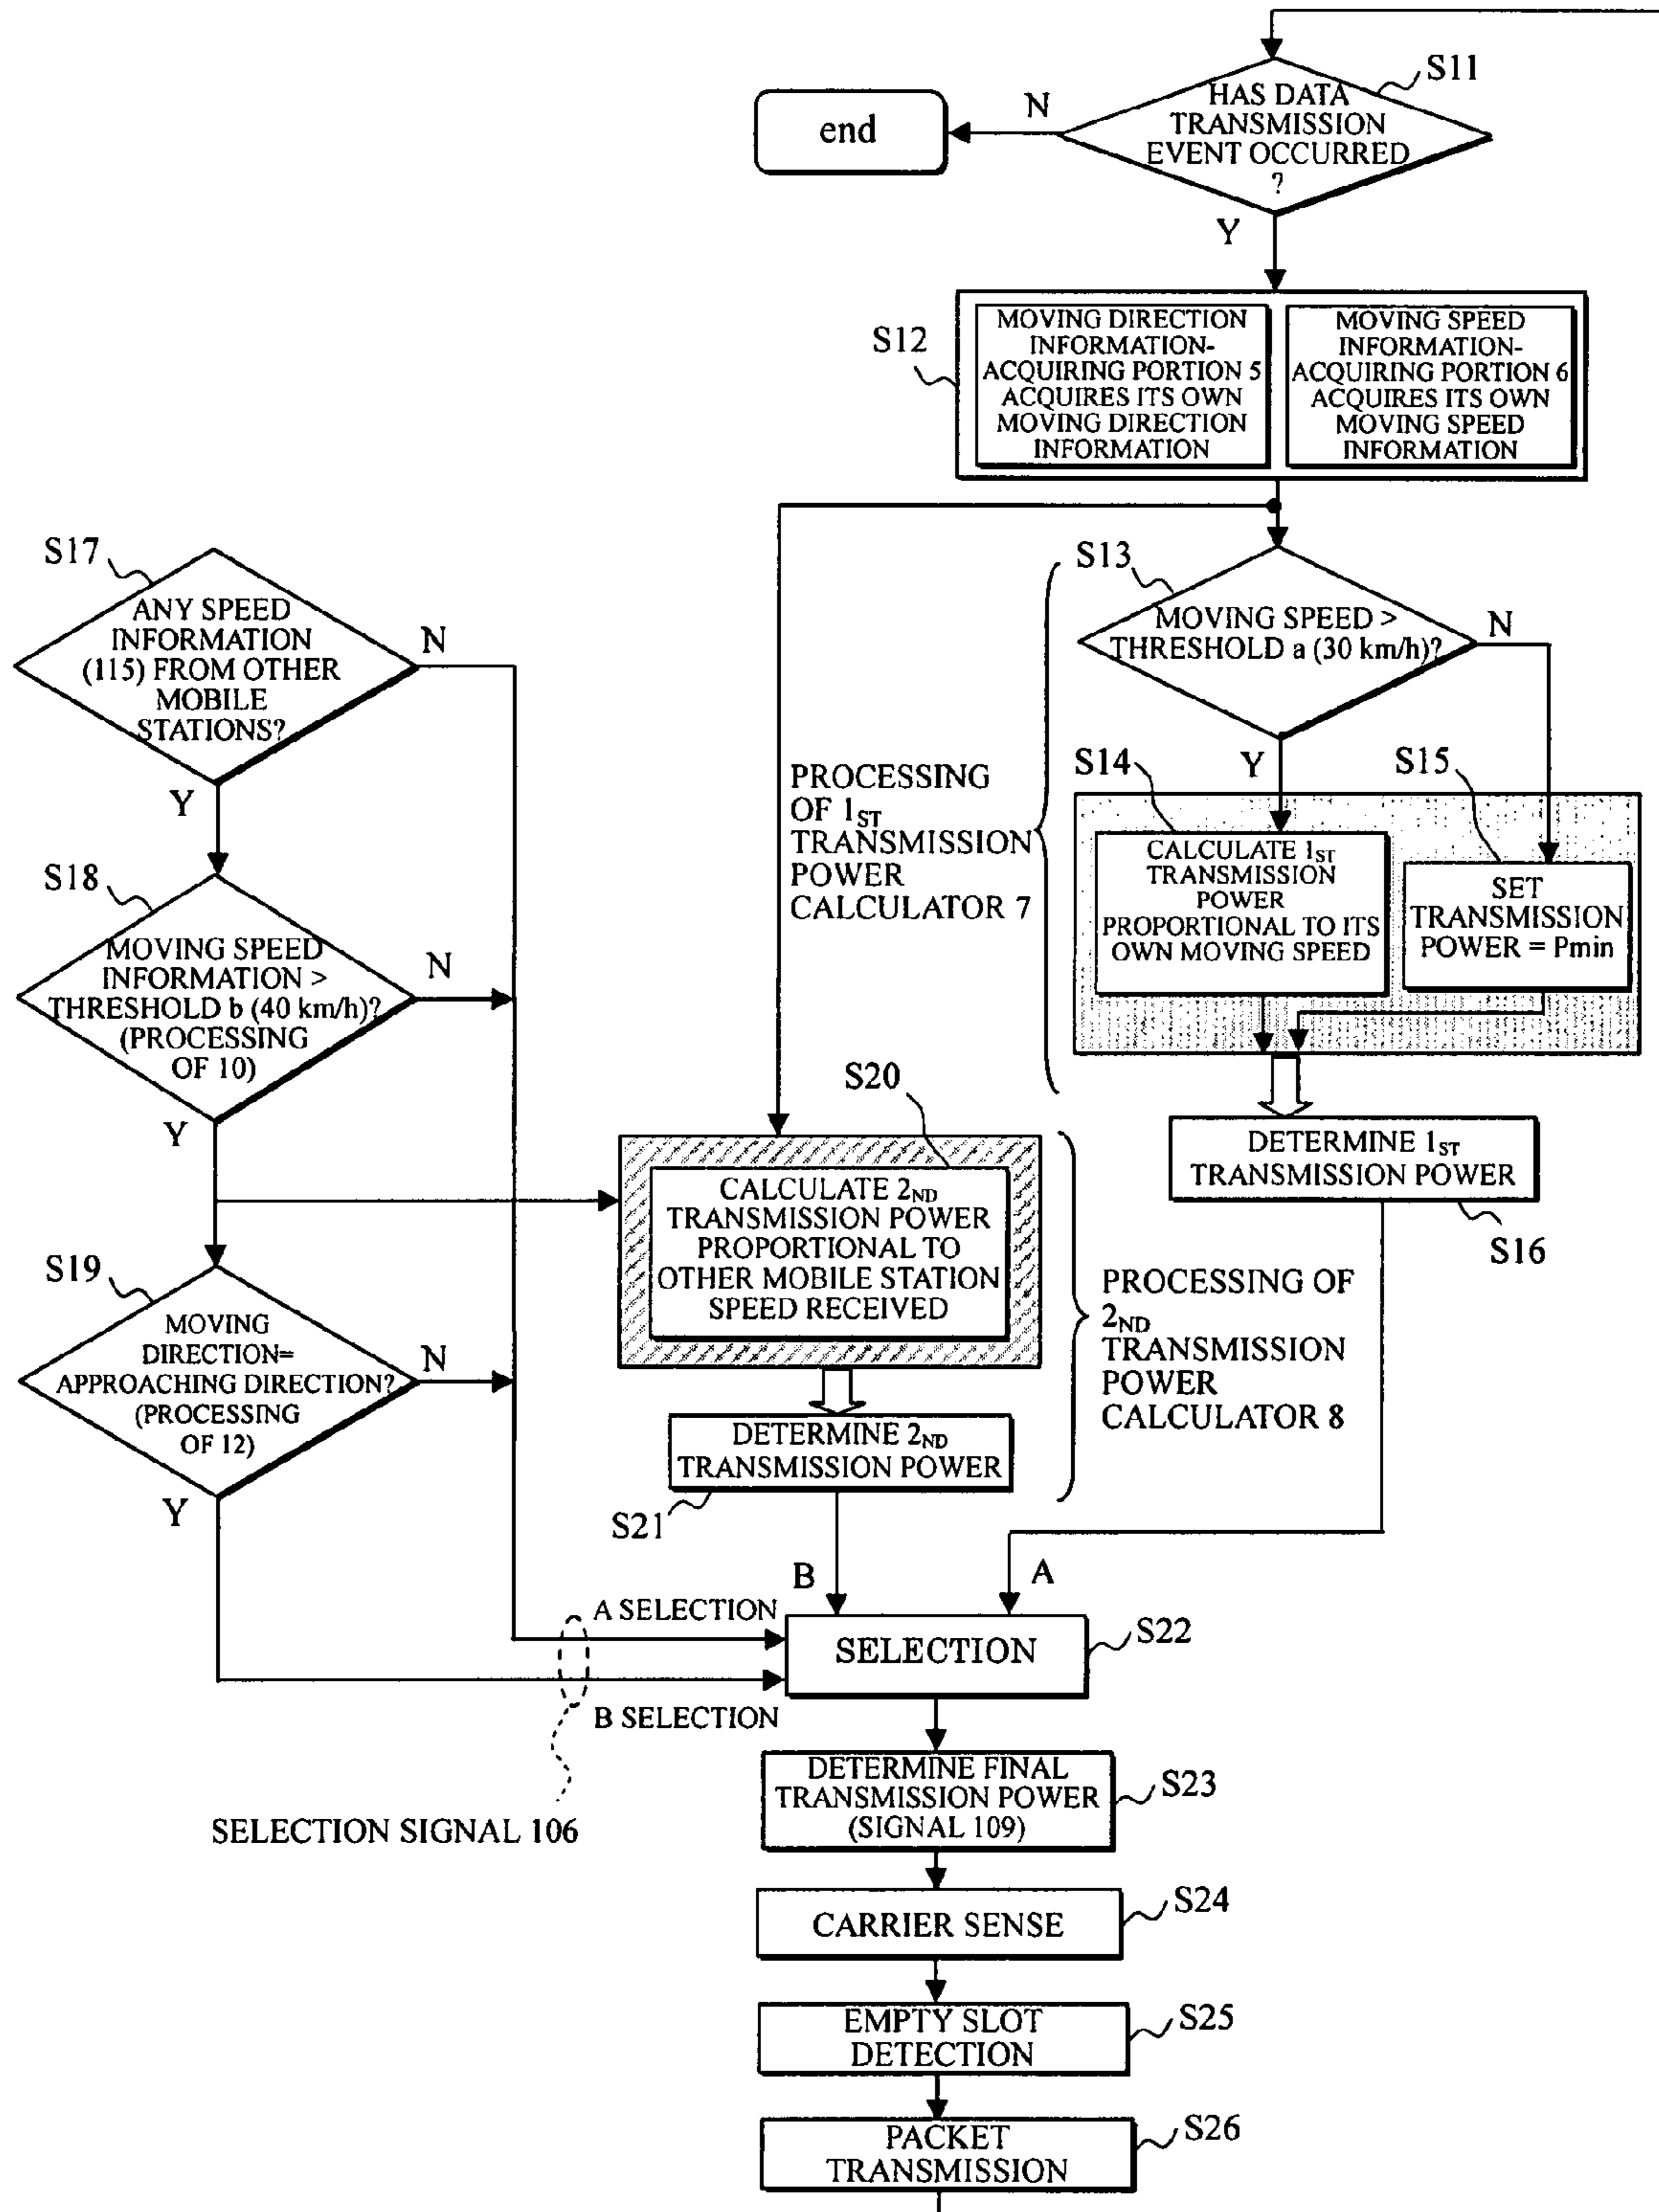 S11
HAS DATA
TRANSMISSION
EVENT OCCURRED
?
N
end
Y
S12
MOVING DIRECTION
INFORMATION-
ACQUIRING PORTION 5
ACQUIRES ITS OWN
MOVING DIRECTION
INFORMATION
MOVING SPEED
INFORMATION-
ACQUIRING PORTION 6
ACQUIRES ITS OWN
MOVING SPEED
INFORMATION
S17
ANY SPEED
INFORMATION
(115) FROM OTHER
MOBILE
STATIONS?
N
Y
S13
MOVING SPEED >
THRESHOLD a (30 km/h)?
N
Y
PROCESSING
OF 1ST
TRANSMISSION
POWER
CALCULATOR 7
S14
CALCULATE 1ST
TRANSMISSION
POWER
PROPORTIONAL TO ITS
OWN MOVING SPEED
S15
SET
TRANSMISSION
POWER = Pmin
S18
MOVING SPEED
INFORMATION >
THRESHOLD b (40 km/h)?
(PROCESSING
OF 10)
N
Y
S20
CALCULATE 2ND
TRANSMISSION POWER
PROPORTIONAL TO
OTHER MOBILE STATION
SPEED RECEIVED
DETERMINE 1ST
TRANSMISSION POWER
S16
S19
MOVING
DIRECTION=
APPROACHING DIRECTION?
(PROCESSING
OF 12)
N
Y
PROCESSING OF
2ND
TRANSMISSION
POWER
CALCULATOR 8
DETERMINE 2ND
TRANSMISSION POWER
S21
B
A
A SELECTION
B SELECTION
SELECTION
S22
SELECTION SIGNAL 106
DETERMINE FINAL
TRANSMISSION POWER
(SIGNAL 109)
S23
CARRIER SENSE
S24
EMPTY SLOT
DETECTION
S25
PACKET
TRANSMISSION
S26